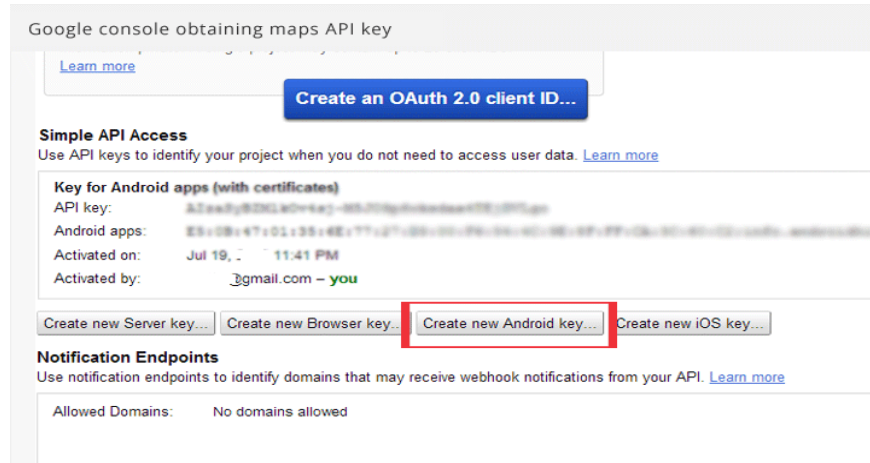 Google console obtaining maps API key
Learn more
Create an OAuth 2.0 client ID...
Simple API Access
Use API keys to identify your project when you do not need to access user data. Learn more
Key for Android apps (with certificates)
API key:
Android apps:
Activated on: Jul 19, 11:41 PM
Activated by: @gmail.com – you
Create new Server key... Create new Browser key... Create new Android key... Create new iOS key...
Notification Endpoints
Use notification endpoints to identify domains that may receive webhook notifications from your API. Learn more
Allowed Domains: No domains allowed